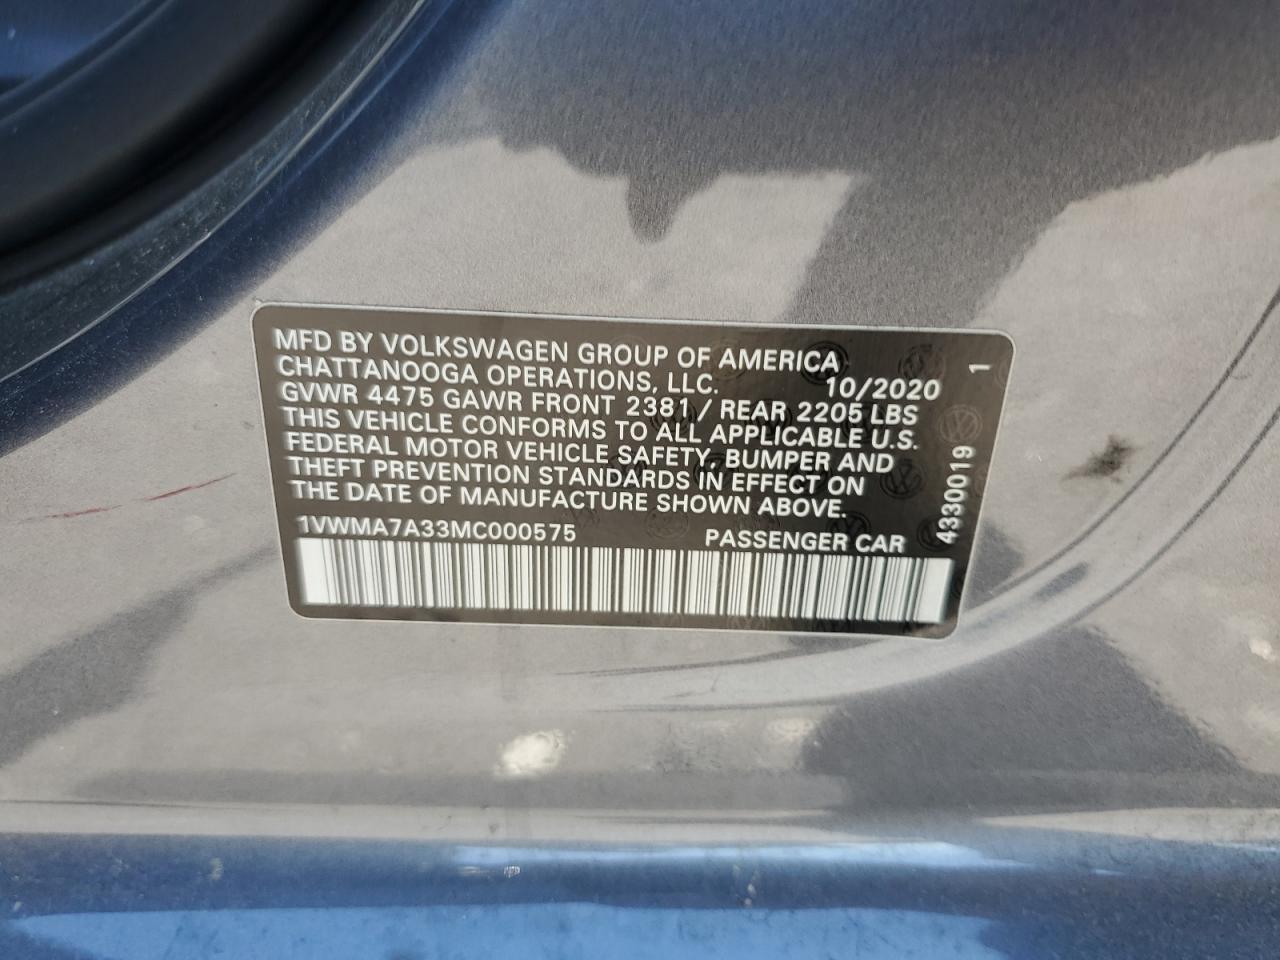 MFD BY VOLKSWAGEN GROUP OF AMERICA
CHATTANOOGA OPERATIONS, LLC. 10/2020
GVWR 4475 GAWR FRONT 2381 / REAR 2205 LBS
THIS VEHICLE CONFORMS TO ALL APPLICABLE U.S.
FEDERAL MOTOR VEHICLE SAFETY, BUMPER AND
THEFT PREVENTION STANDARDS IN EFFECT ON
THE DATE OF MANUFACTURE SHOWN ABOVE.
1VWMA7A33MC000575 PASSENGER CAR
4330019 1